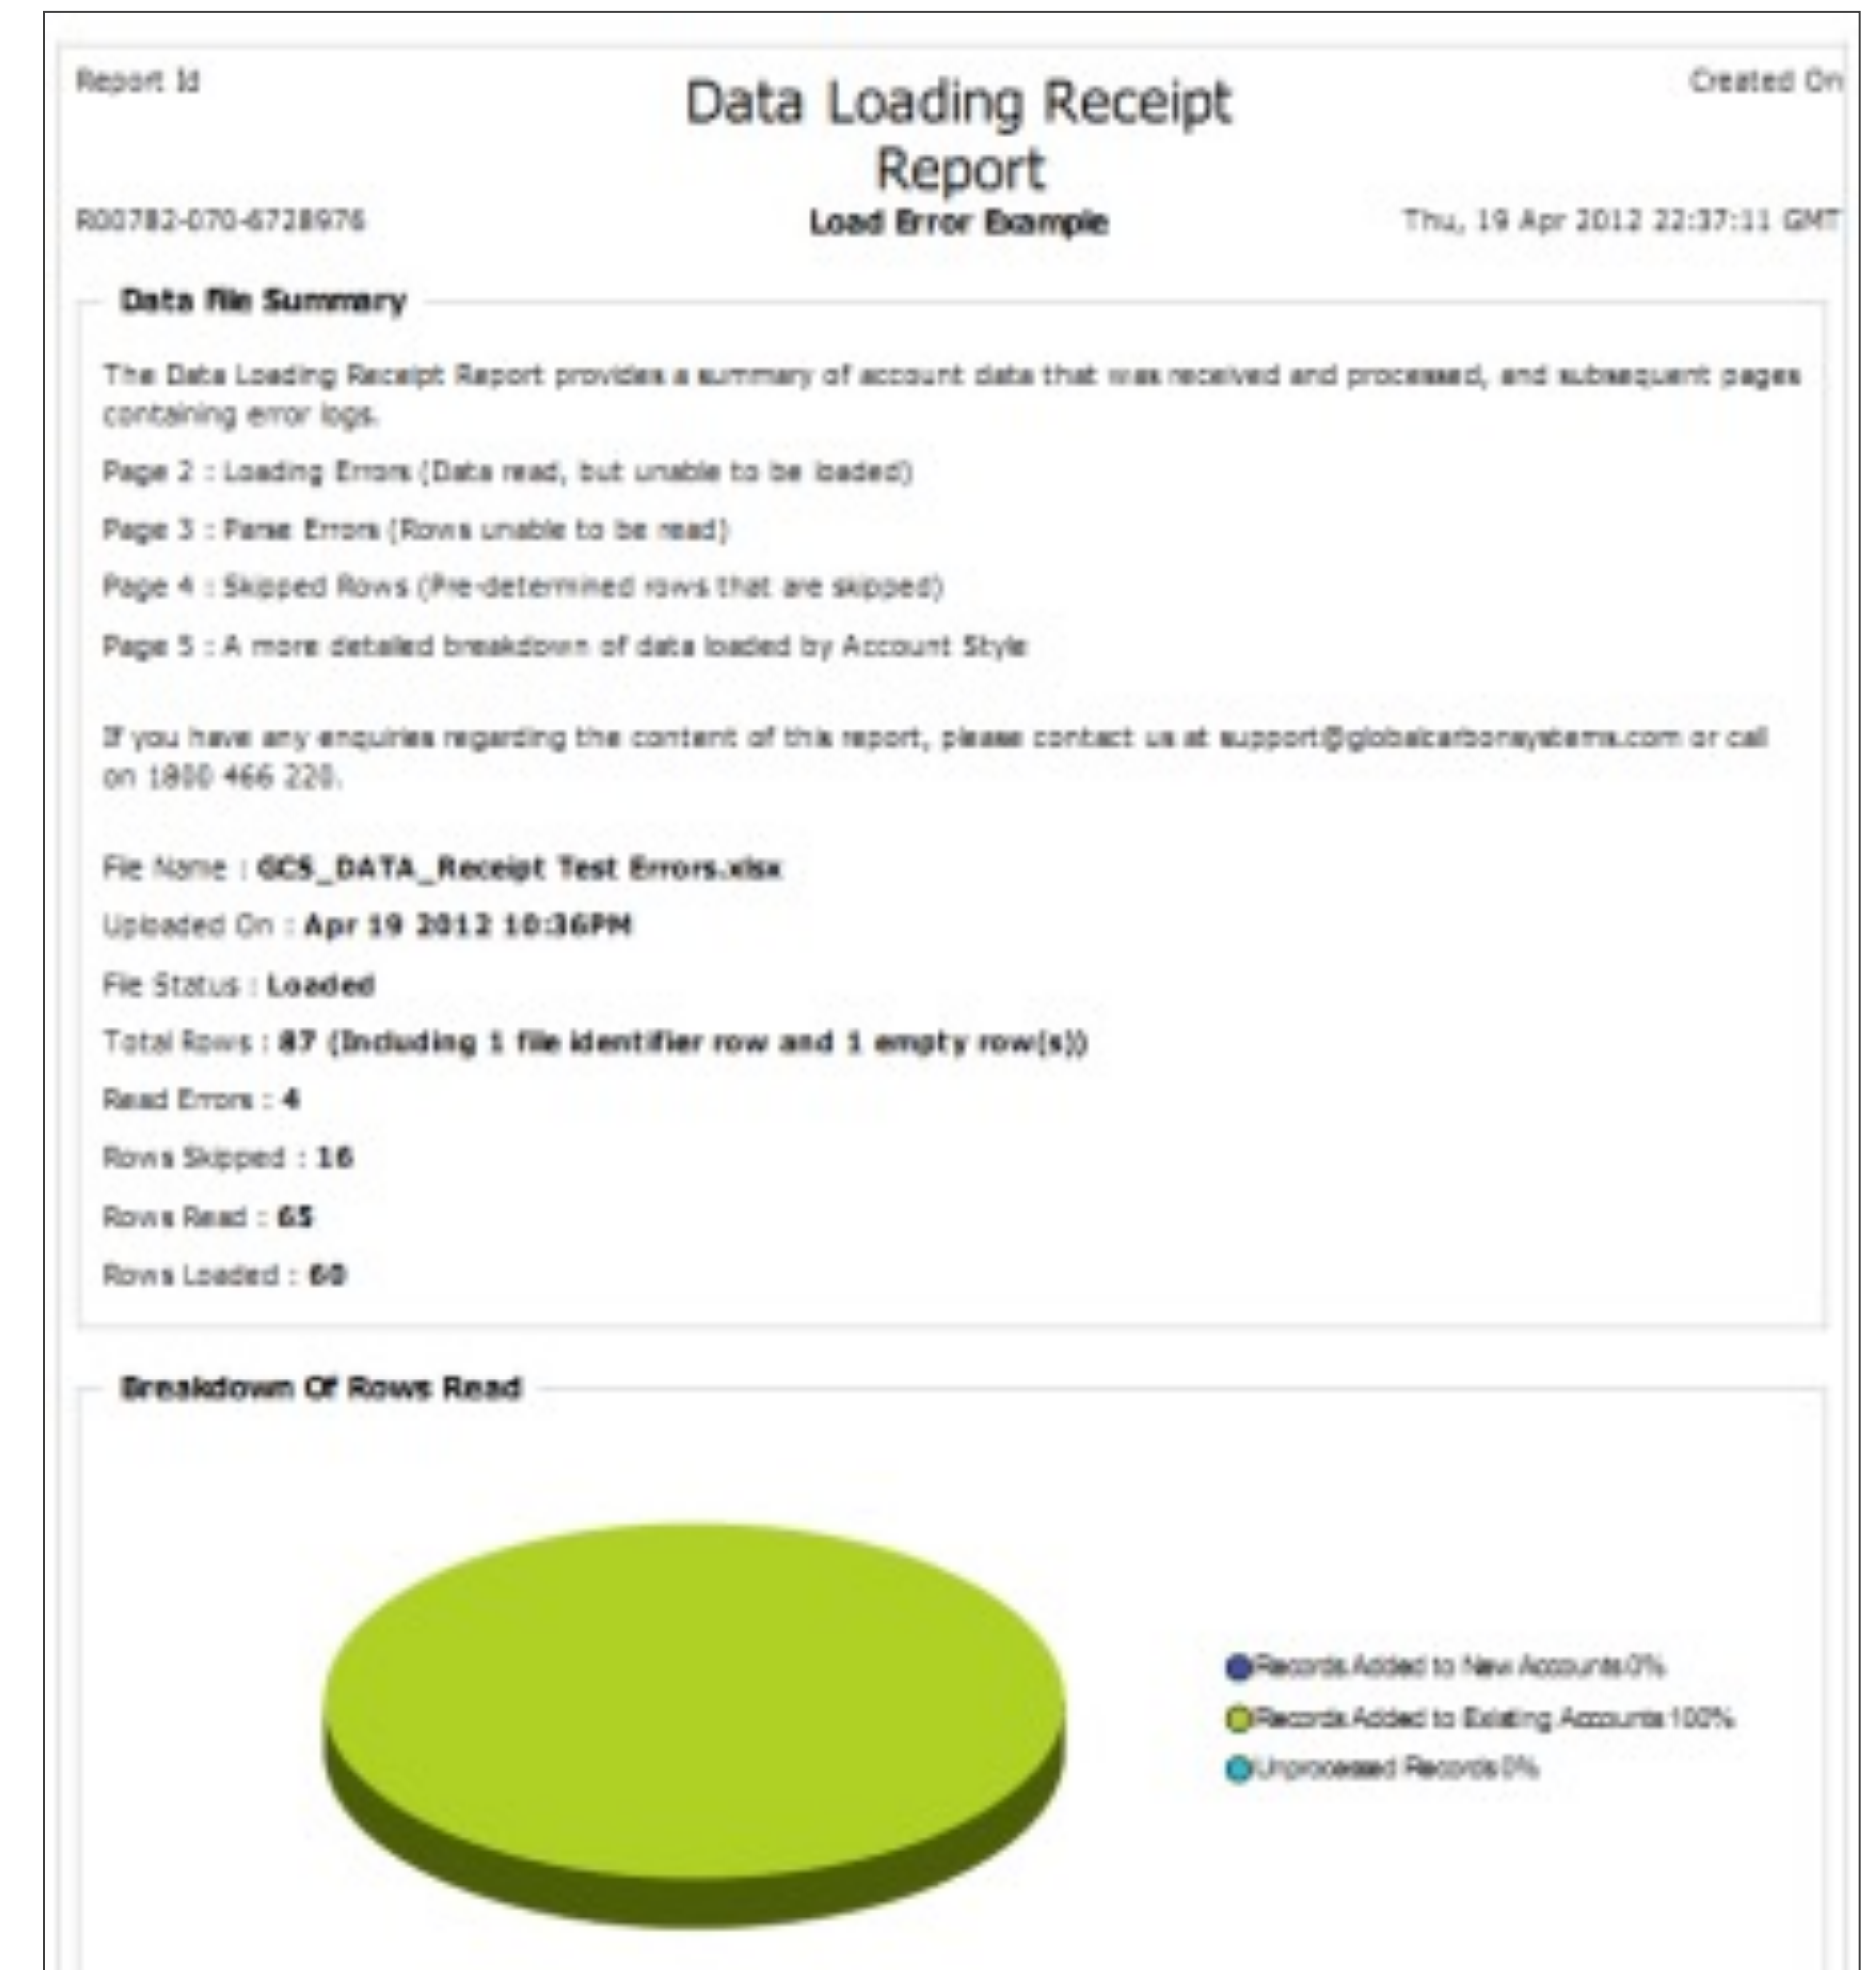 Report Id
Created On
Data Loading Receipt
Report
R00782-070-6728976
Load Error Example
Thu, 19 Apr 2012 22:37:11 GMT
Data File Summary
The Data Loading Receipt Report provides a summary of account data that was received and processed, and subsequent pages
containing error logs.
Page 2 : Loading Errors (Data read, but unable to be loaded)
Page 3 : Parse Errors (Rows unable to be read)
Page 4 : Skipped Rows (Pre-determined rows that are skipped)
Page 5 : A more detailed breakdown of data loaded by Account Style
If you have any enquiries regarding the content of this report, please contact us at support@globalcarbonsystems.com or call
on 1800 466 220.
File Name : GCS_DATA_Receipt Test Errors.xlsx
Uploaded On : Apr 19 2012 10:36PM
File Status : Loaded
Total Rows : 87 (Including 1 file identifier row and 1 empty row(s))
Read Errors : 4
Rows Skipped : 16
Rows Read : 65
Rows Loaded : 60
Breakdown Of Rows Read
Records Added to New Accounts 0%
Records Added to Existing Accounts 100%
Unprocessed Records 0%